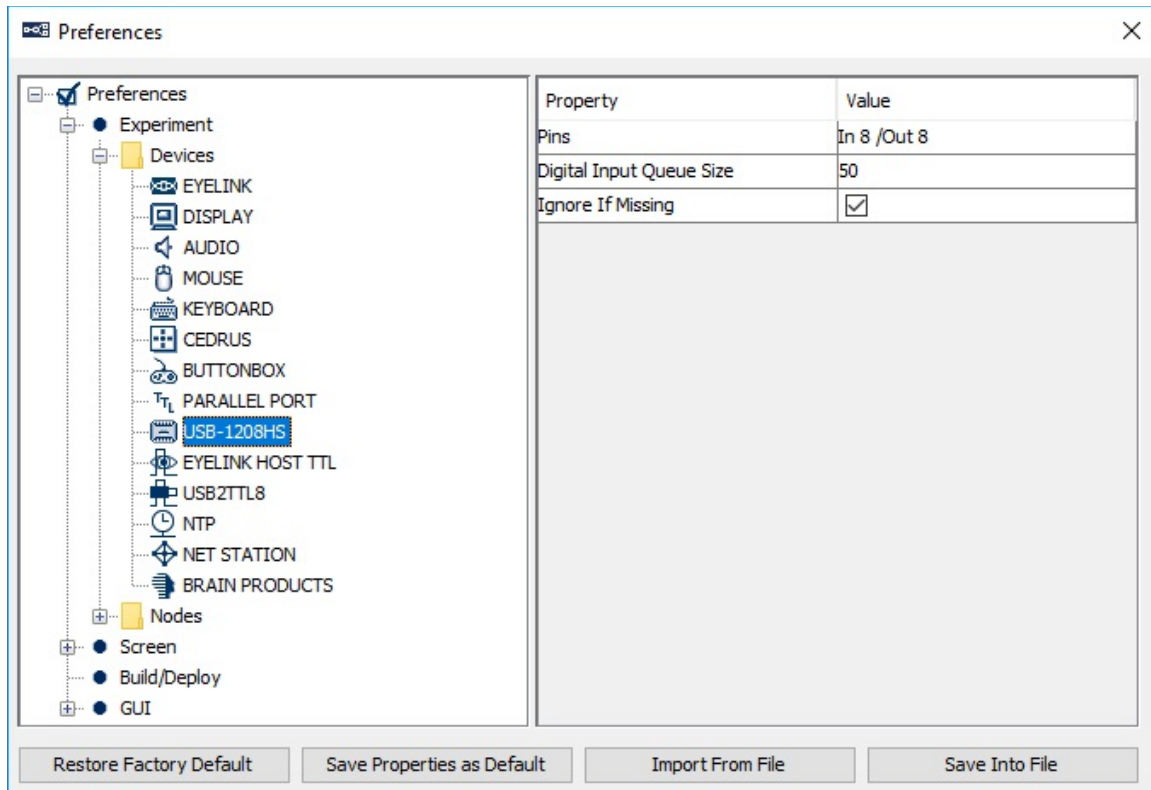 Preferences
Preferences
Experiment
Devices
EYELINK
DISPLAY
AUDIO
MOUSE
KEYBOARD
CEDRUS
BUTTONBOX
TTL PARALLEL PORT
USB-1208HS
EYELINK HOST TTL
USB2TTL8
NTP
NET STATION
BRAIN PRODUCTS
Nodes
Screen
Build/Deploy
GUI
Property Value
Pins In 8 /Out 8
Digital Input Queue Size 50
Ignore If Missing
Restore Factory Default Save Properties as Default Import From File Save Into File